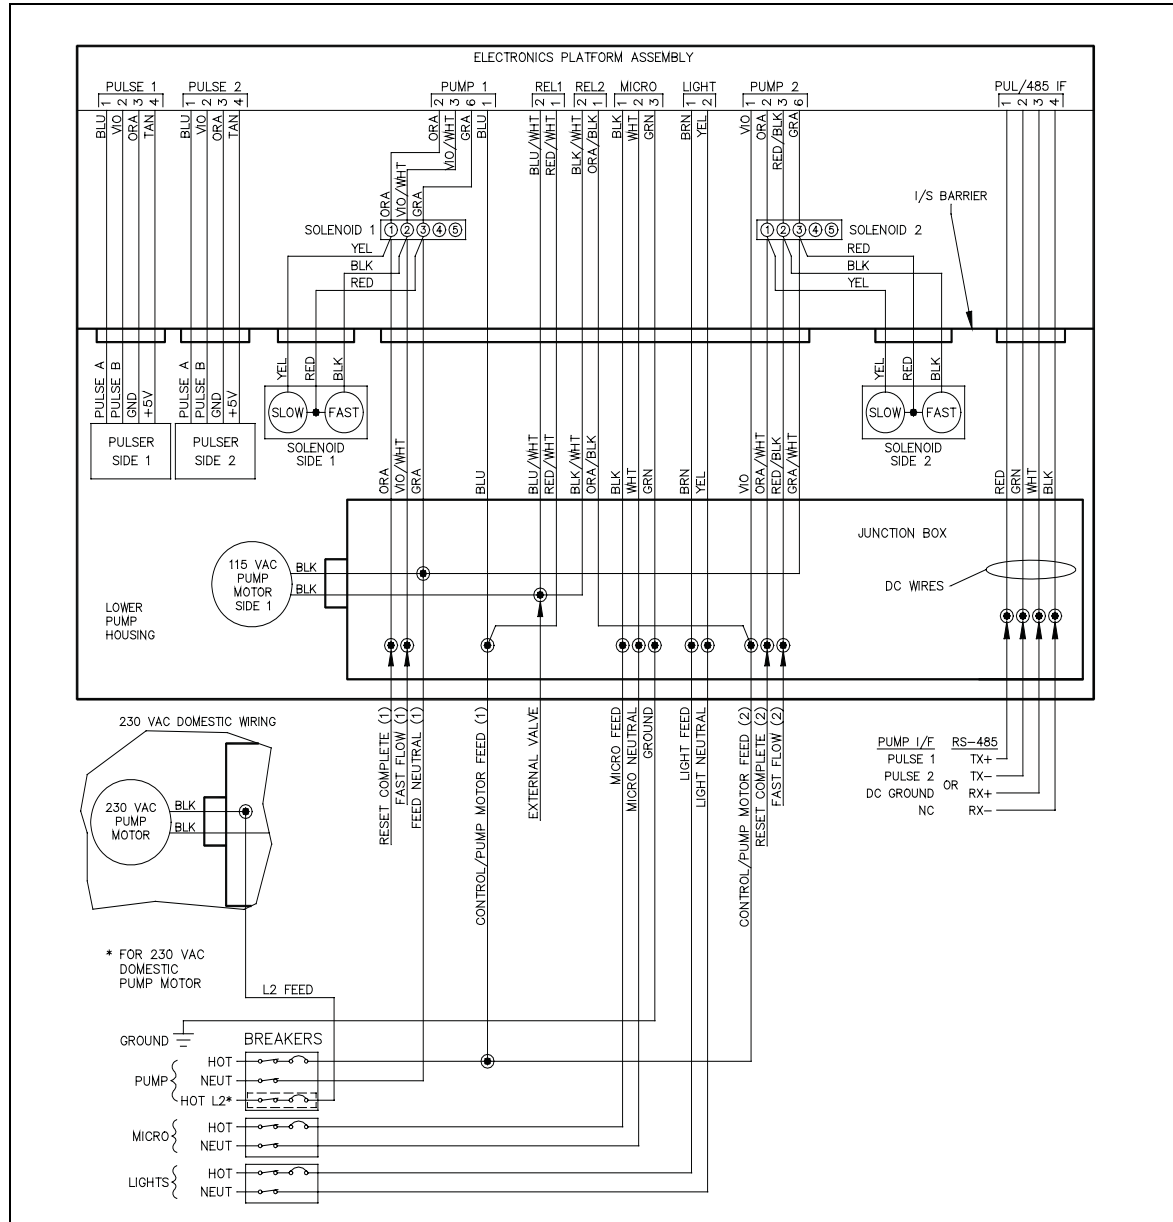 ELECTRONICS PLATFORM ASSEMBLY
PULSE 1
PULSE 2
PUMP 1
REL1
REL2
MICRO
LIGHT
PUMP 2
PUL/485 IF
1 2 3 4
1 2 3 4
2 3 6 1
2 1
2 1
1 2 3
1 2
1 2 3 6
1 2 3 4
BLU
VIO
ORA
TAN
BLU
VIO
ORA
TAN
ORA
VIO/WHT
GRA
BLU
BLU/WHT
RED/WHT
BLK/WHT
ORA/BLK
BLK
WHT
GRN
BRN
YEL
VIO
ORA
RED/BLK
GRA
I/S BARRIER
ORA
VIO/WHT
GRA
SOLENOID 1
1 2 3 4 5
1 2 3 4 5
SOLENOID 2
YEL
BLK
RED
RED
BLK
YEL
PULSE A
PULSE B
GND
+5V
PULSE A
PULSE B
GND
+5V
YEL
RED
BLK
YEL
RED
BLK
SLOW
FAST
SLOW
FAST
PULSER
SIDE 1
PULSER
SIDE 2
SOLENOID
SIDE 1
SOLENOID
SIDE 2
ORA
VIO/WHT
GRA
BLU
BLU/WHT
RED/WHT
BLK/WHT
ORA/BLK
BLK
WHT
GRN
BRN
YEL
VIO
ORA/WHT
RED/BLK
GRA/WHT
RED
GRN
WHT
BLK
JUNCTION BOX
115 VAC
PUMP
MOTOR
SIDE 1
BLK
BLK
DC WIRES
LOWER
PUMP
HOUSING
230 VAC DOMESTIC WIRING
RESET COMPLETE (1)
FAST FLOW (1)
FEED NEUTRAL (1)
CONTROL/PUMP MOTOR FEED (1)
EXTERNAL VALVE
MICRO FEED
MICRO NEUTRAL
GROUND
LIGHT FEED
LIGHT NEUTRAL
CONTROL/PUMP MOTOR FEED (2)
RESET COMPLETE (2)
FAST FLOW (2)
PUMP I/F RS-485
PULSE 1 TX+
PULSE 2 TX-
OR
DC GROUND RX+
NC RX-
230 VAC
PUMP
MOTOR
BLK
BLK
* FOR 230 VAC
DOMESTIC
PUMP MOTOR
L2 FEED
GROUND
BREAKERS
PUMP
HOT
NEUT
HOT L2*
MICRO
HOT
NEUT
LIGHTS
HOT
NEUT